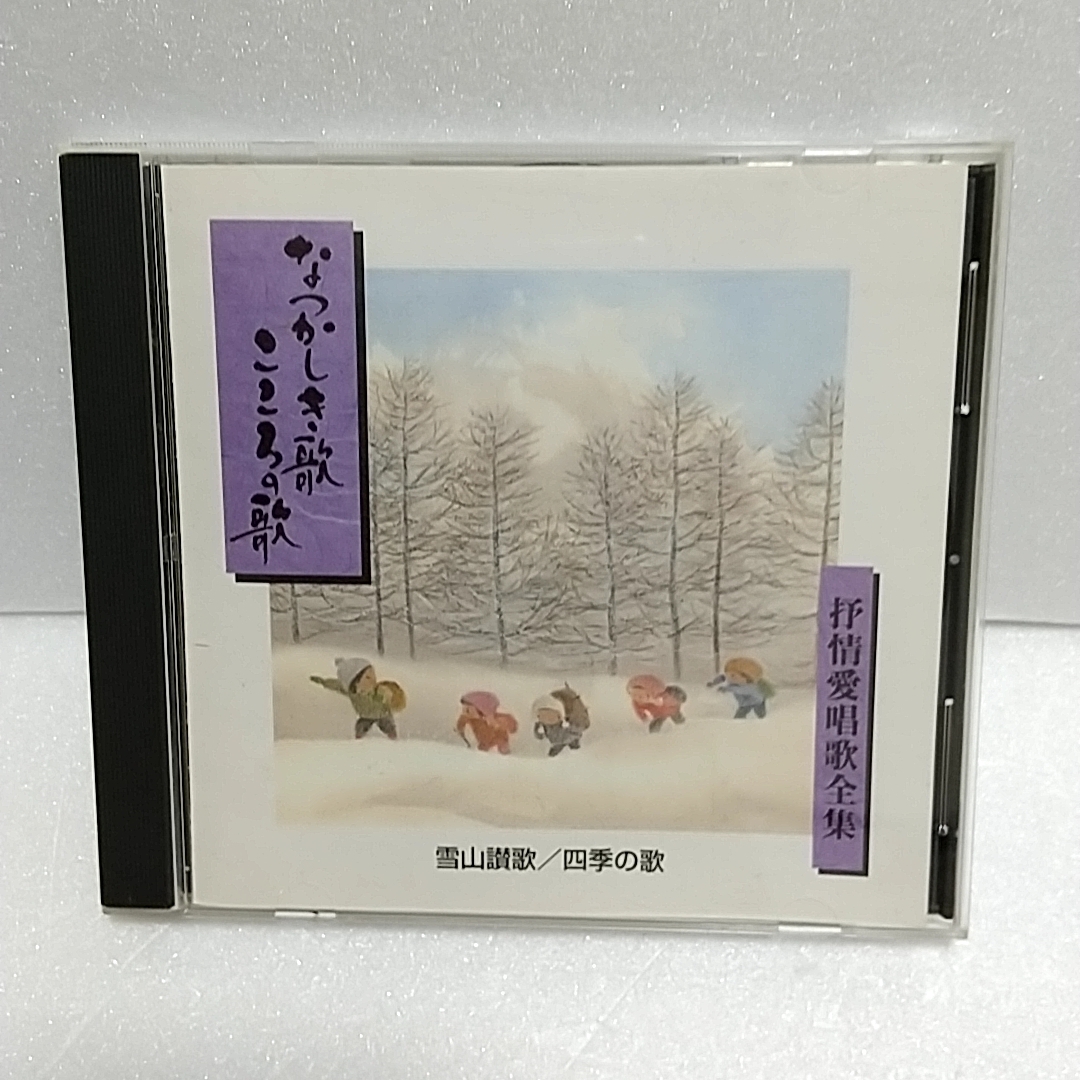 なつかしき歌
こころの歌
抒情愛唱歌全集
雪山讃歌／四季の歌